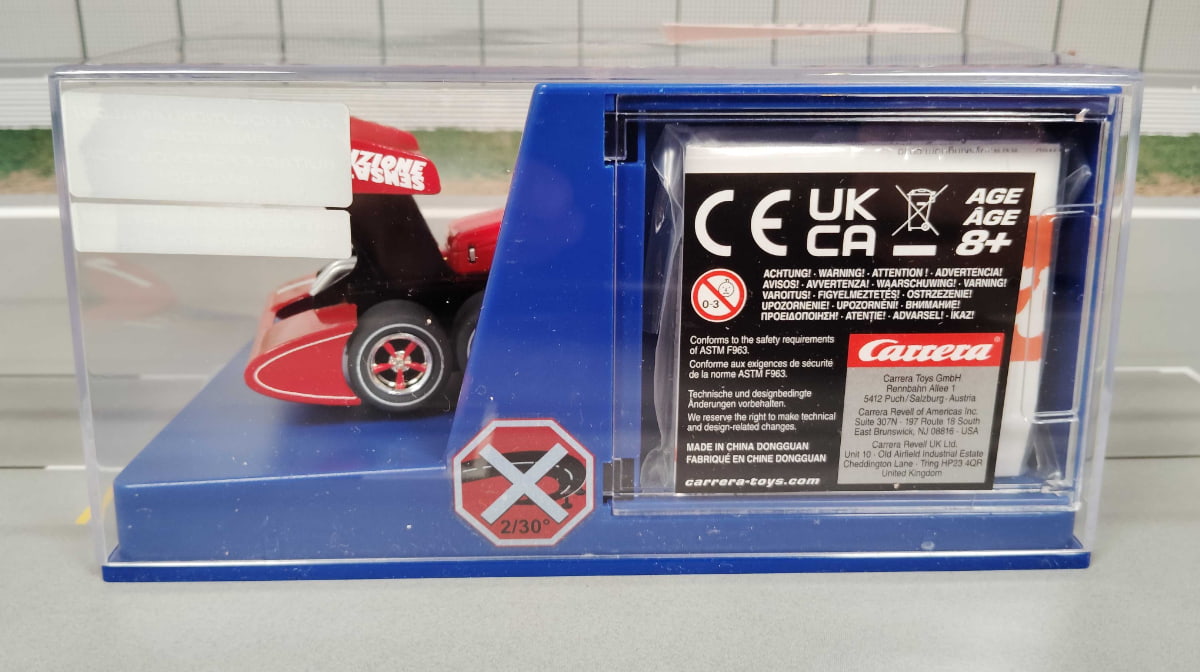 SENSA
ZIONE
CE
UK
CA
AGE
ÂGE
8+
0-3
ACHTUNG! · WARNING! · ATTENTION ! · ADVERTENCIA!
AVISOS! · AVVERTENZA! · WAARSCHUWING! · VARNING!
VAROITUS! · FIGYELMEZTETÉS! · OSTRZEZENIE!
UPOZORNENIE! · UPOZORNĚNÍ! · ВНИМАНИЕ!
ΠΡΟΕΙΔΟΠΟΙΗΣΗ! · ATENȚIE! · ADVARSEL! · İKAZ!
Conforms to the safety requirements
of ASTM F963.
Conforme aux exigences de sécurité
de la norme ASTM F963.
Technische und designbedingte
Änderungen vorbehalten.
We reserve the right to make technical
and design-related changes.
MADE IN CHINA DONGGUAN
FABRIQUÉ EN CHINE DONGGUAN
carrera-toys.com
Carrera®
Carrera Toys GmbH
Rennbahn Allee 1
5412 Puch/Salzburg · Austria
Carrera Revell of Americas Inc.
Suite 307N · 197 Route 18 South
East Brunswick, NJ 08816 · USA
Carrera Revell UK Ltd.
Unit 10 · Old Airfield Industrial Estate
Cheddington Lane · Tring HP23 4QR
United Kingdom
2/30°